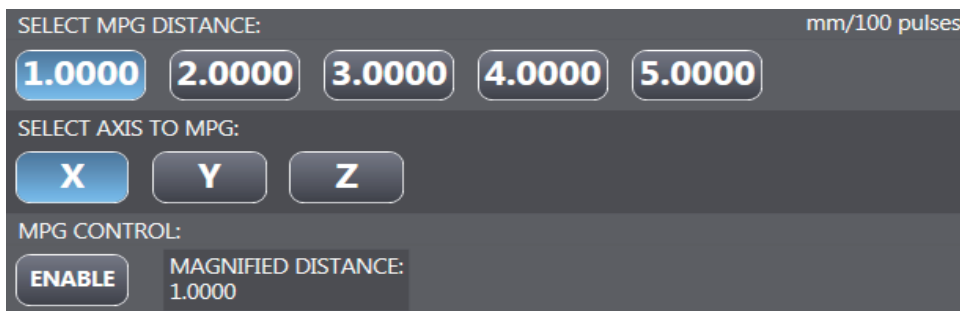 SELECT MPG DISTANCE: mm/100 pulses
1.0000 2.0000 3.0000 4.0000 5.0000
SELECT AXIS TO MPG:
X Y Z
MPG CONTROL:
ENABLE MAGNIFIED DISTANCE:
1.0000